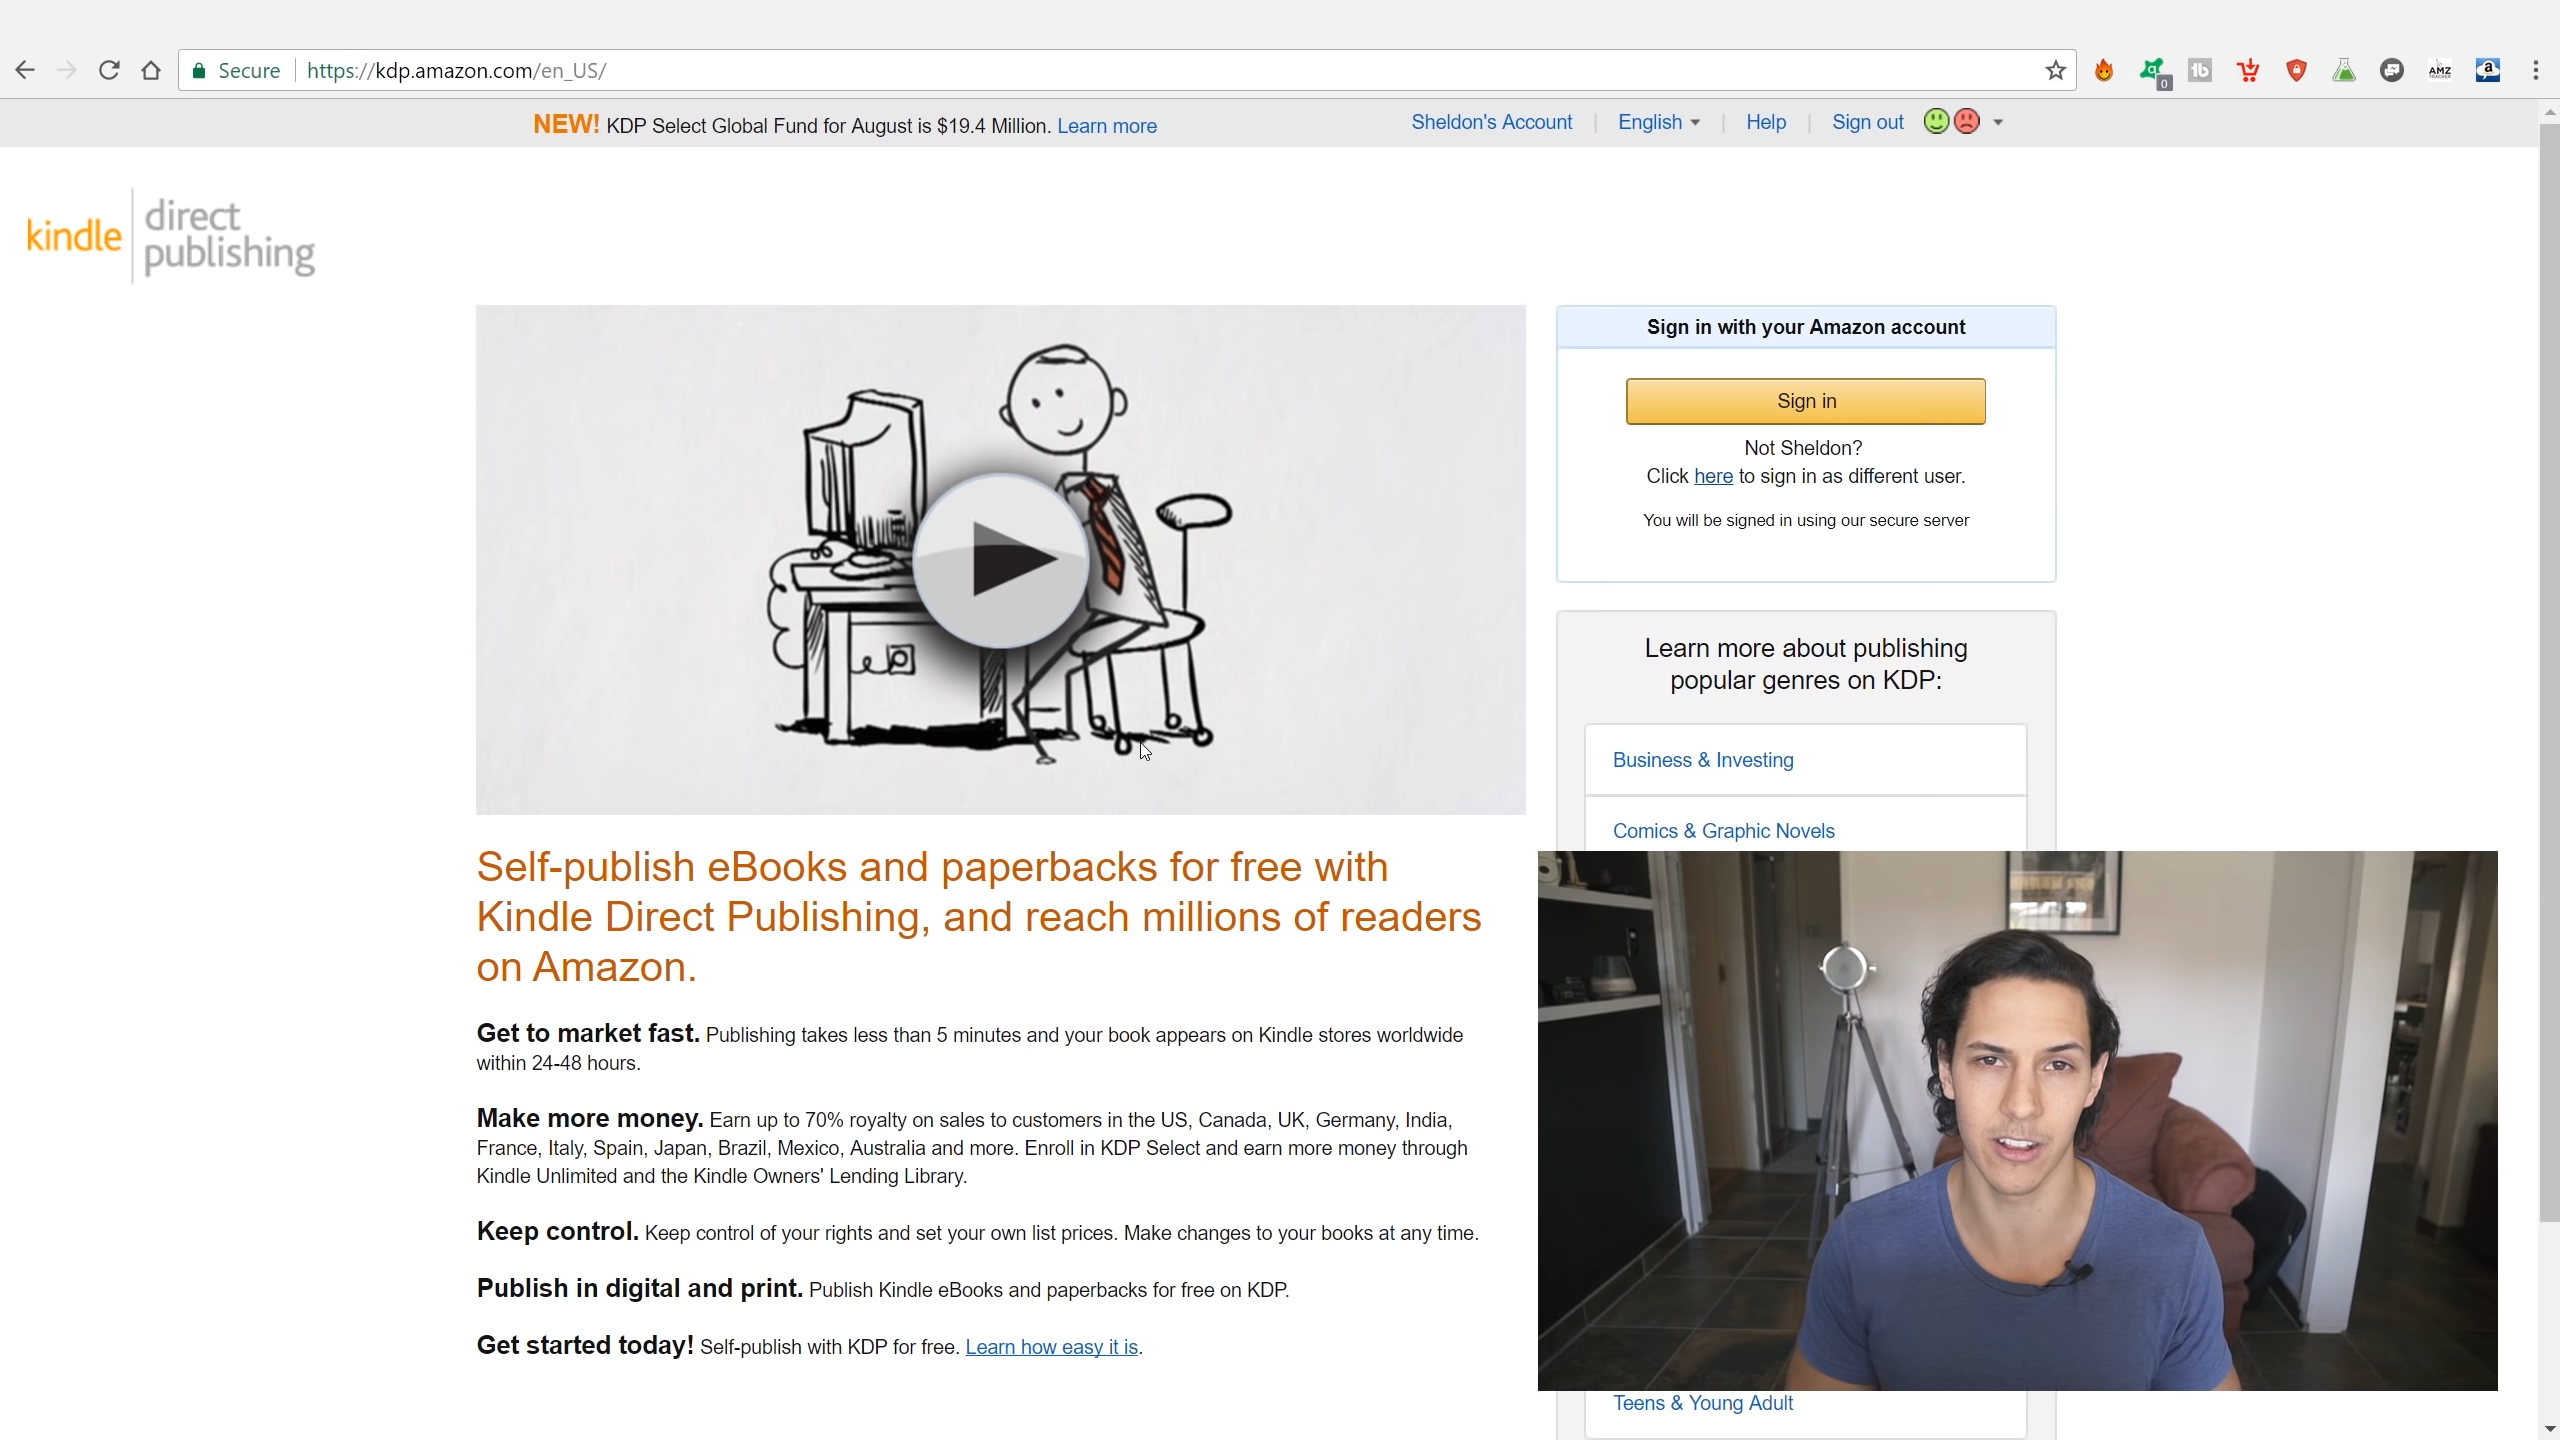 Secure https://kdp.amazon.com/en_US/
0
1b
AMZ
a
NEW! KDP Select Global Fund for August is $19.4 Million. Learn more
Sheldon's Account English Help Sign out
kindle direct publishing
Sign in with your Amazon account
Sign in
Not Sheldon?
Click here to sign in as different user.
You will be signed in using our secure server
Learn more about publishing
popular genres on KDP:
Business & Investing
Comics & Graphic Novels
Self-publish eBooks and paperbacks for free with
Kindle Direct Publishing, and reach millions of readers
on Amazon.
Get to market fast. Publishing takes less than 5 minutes and your book appears on Kindle stores worldwide
within 24-48 hours.
Make more money. Earn up to 70% royalty on sales to customers in the US, Canada, UK, Germany, India,
France, Italy, Spain, Japan, Brazil, Mexico, Australia and more. Enroll in KDP Select and earn more money through
Kindle Unlimited and the Kindle Owners' Lending Library.
Keep control. Keep control of your rights and set your own list prices. Make changes to your books at any time.
Publish in digital and print. Publish Kindle eBooks and paperbacks for free on KDP.
Get started today! Self-publish with KDP for free. Learn how easy it is.
Teens & Young Adult